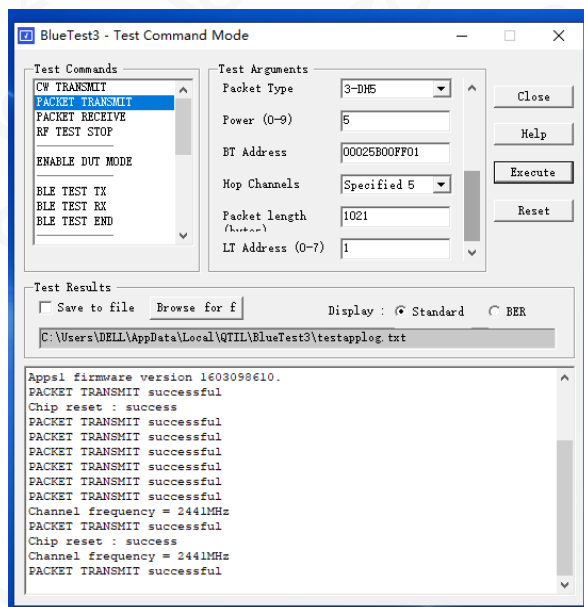 BlueTest3 - Test Command Mode
Test Commands
CW TRANSMIT
PACKET TRANSMIT
PACKET RECEIVE
RF TEST STOP
ENABLE DUT MODE
BLE TEST TX
BLE TEST RX
BLE TEST END
Test Arguments
Packet Type 3-DH5
Power (0-9) 5
BT Address 00025B00FF01
Hop Channels Specified 5
Packet length 1021
(bytes)
LT Address (0-7) 1
Close
Help
Execute
Reset
Test Results
Save to file Browse for f Display : Standard BER
C:\Users\DELL\AppData\Local\QTIL\BlueTest3\testapplog.txt
Apps1 firmware version 1603098610.
PACKET TRANSMIT successful
Chip reset : success
PACKET TRANSMIT successful
PACKET TRANSMIT successful
PACKET TRANSMIT successful
PACKET TRANSMIT successful
PACKET TRANSMIT successful
PACKET TRANSMIT successful
Channel frequency = 2441MHz
PACKET TRANSMIT successful
Chip reset : success
Channel frequency = 2441MHz
PACKET TRANSMIT successful